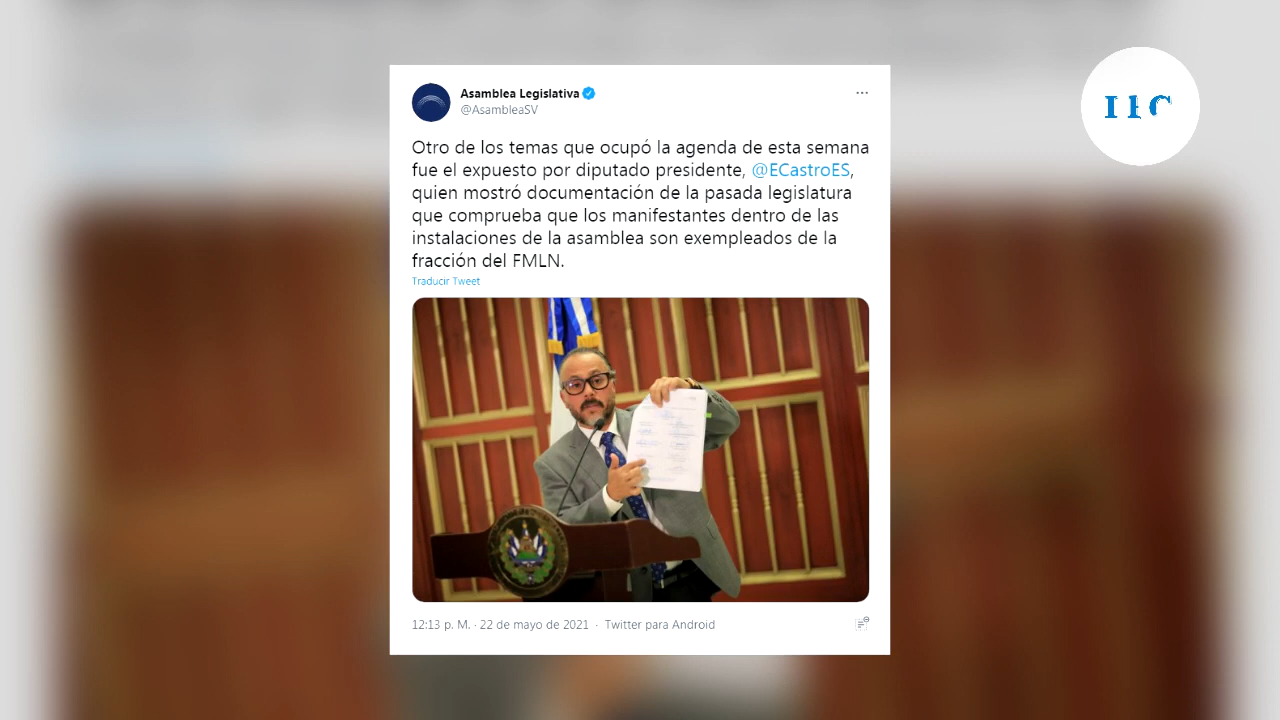 Asamblea Legislativa
@AsambleaSV
Otro de los temas que ocupó la agenda de esta semana
fue el expuesto por diputado presidente, @ECastroES,
quien mostró documentación de la pasada legislatura
que comprueba que los manifestantes dentro de las
instalaciones de la asamblea son exempleados de la
fracción del FMLN.
Traducir Tweet
12:13 p. M. · 22 de mayo de 2021 · Twitter para Android